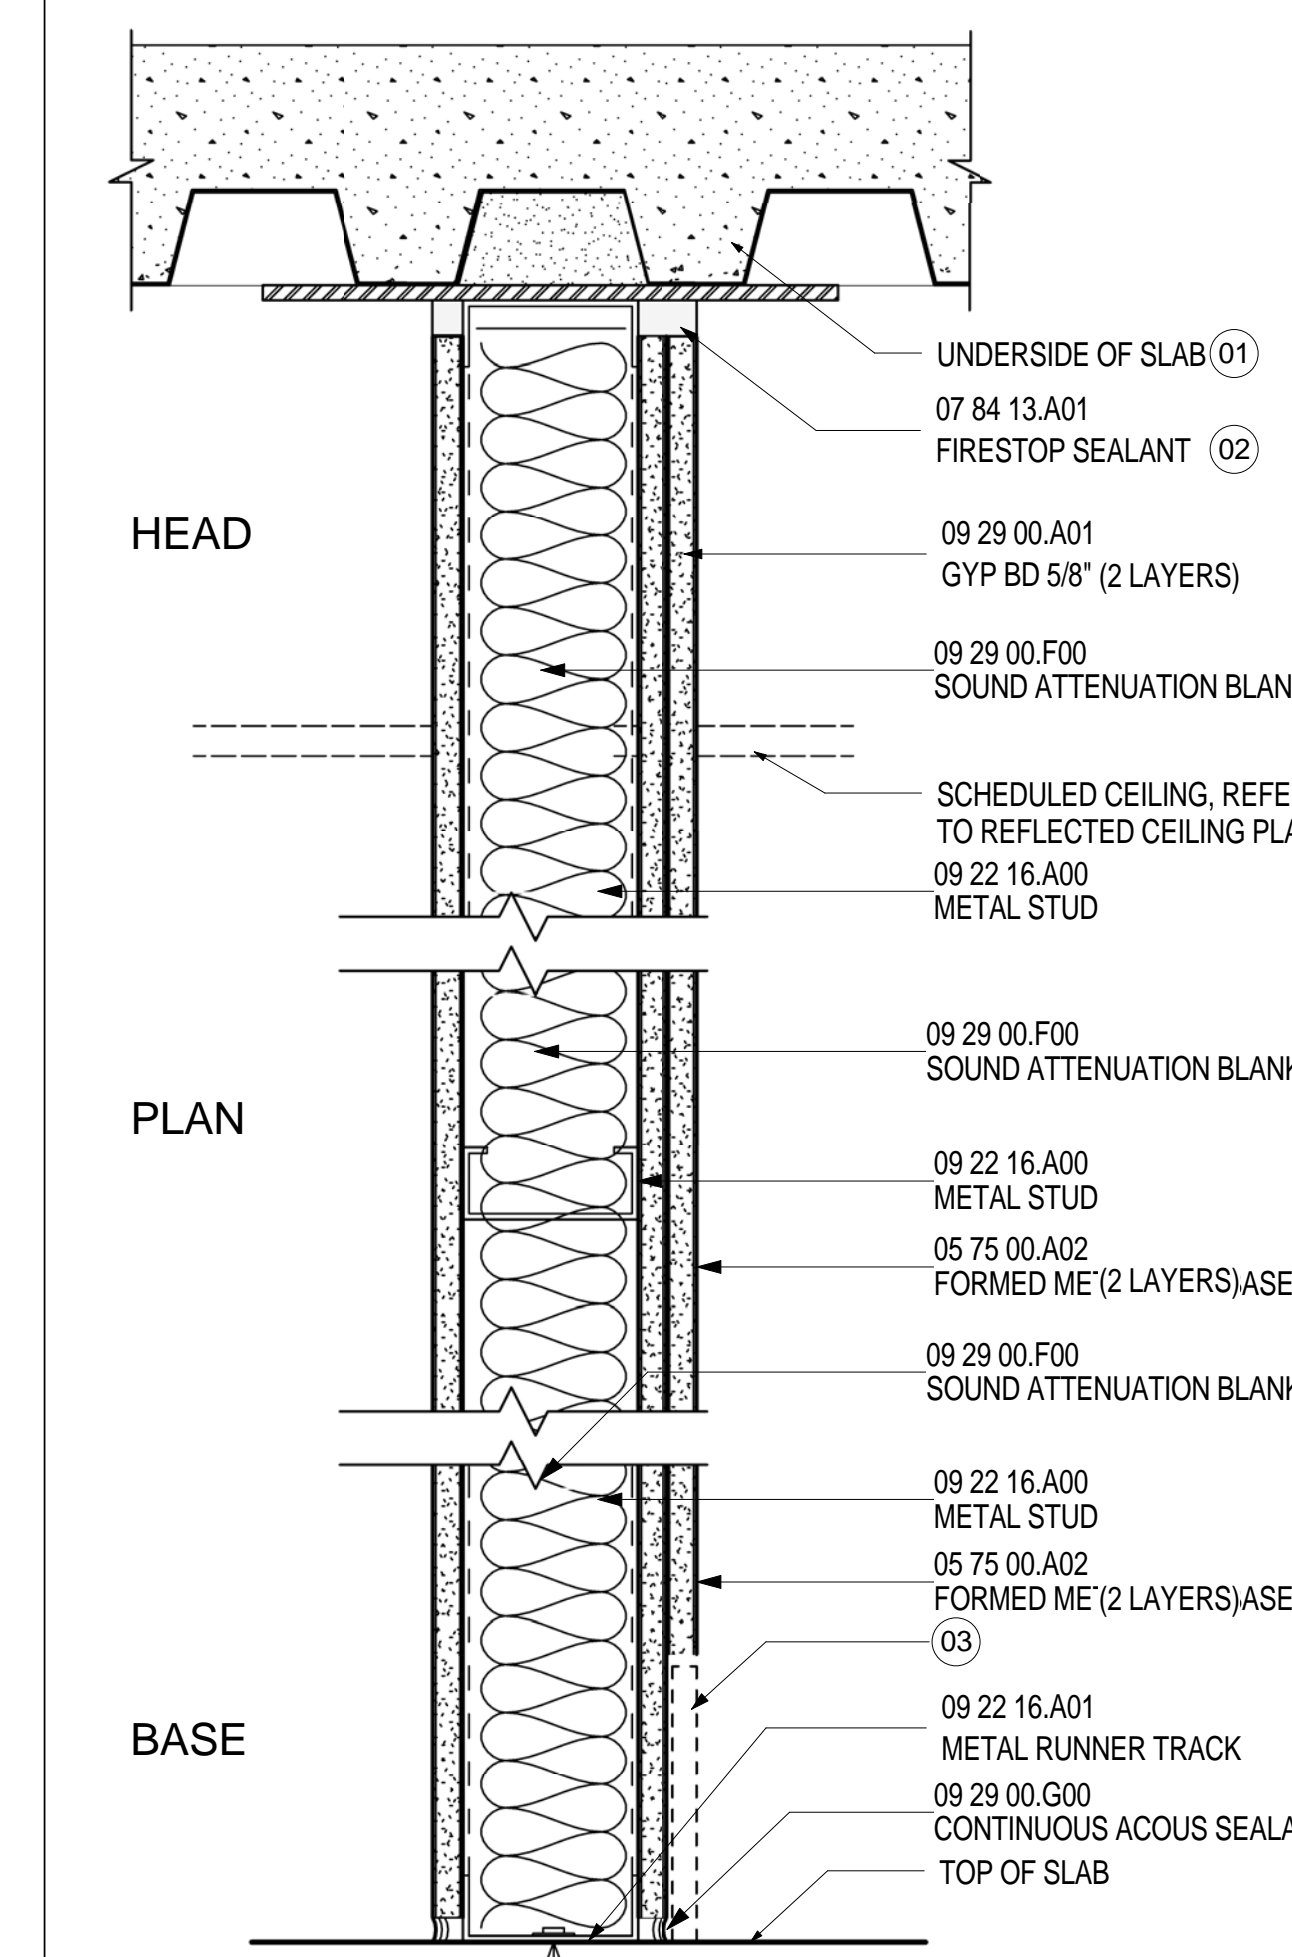 UNDERSIDE OF SLAB 01
07 84 13.A01
FIRESTOP SEALANT 02
HEAD
09 29 00.A01
GYP BD 5/8" (2 LAYERS)
09 29 00.F00
SOUND ATTENUATION BLAN
SCHEDULED CEILING, REFE
TO REFLECTED CEILING PLA
09 22 16.A00
METAL STUD
09 29 00.F00
SOUND ATTENUATION BLANK
PLAN
09 22 16.A00
METAL STUD
05 75 00.A02
FORMED MET(2 LAYERS)ASE
09 29 00.F00
SOUND ATTENUATION BLANK
09 22 16.A00
METAL STUD
05 75 00.A02
FORMED MET(2 LAYERS)ASE
03
09 22 16.A01
BASE
METAL RUNNER TRACK
09 29 00.G00
CONTINUOUS ACOUS SEALA
TOP OF SLAB